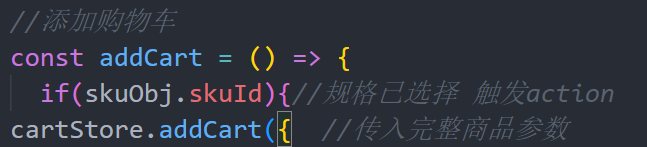 //添加购物车
const addCart = () => {
if(skuObj.skuId){//规格已选择 触发action
cartStore.addCart({ //传入完整商品参数